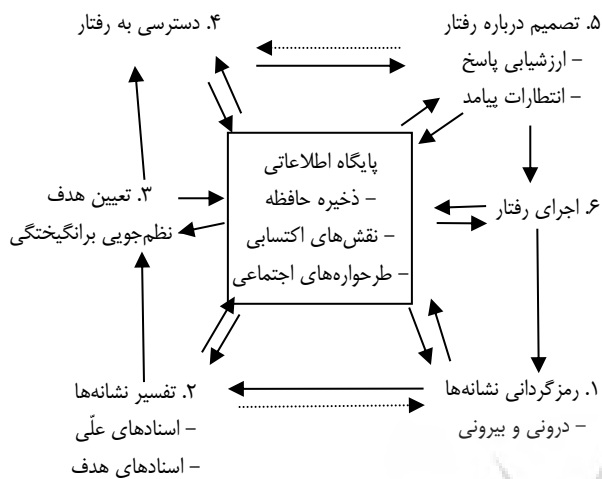 ۴. دسترسی به رفتار
۵. تصمیم درباره رفتار
– ارزشیابی پاسخ
– انتظارات پیامد
پایگاه اطلاعاتی
– ذخیره حافظه
– نقش‌های اکتسابی
– طرحواره‌های اجتماعی
۳. تعیین هدف
نظم‌جویی برانگیختگی
۶. اجرای رفتار
۱. رمزگردانی نشانه‌ها
– درونی و بیرونی
۲. تفسیر نشانه‌ها
– اسنادهای علّی
– اسنادهای هدف